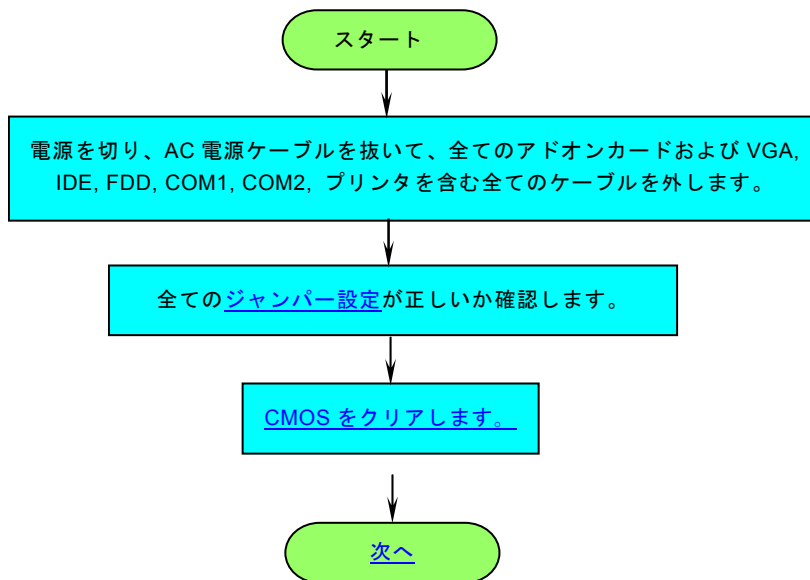 スタート
電源を切り、AC 電源ケーブルを抜いて、全てのアドオンカードおよび VGA,
IDE, FDD, COM1, COM2, プリンタを含む全てのケーブルを外します。
全てのジャンパー設定が正しいか確認します。
CMOS をクリアします。
次へ